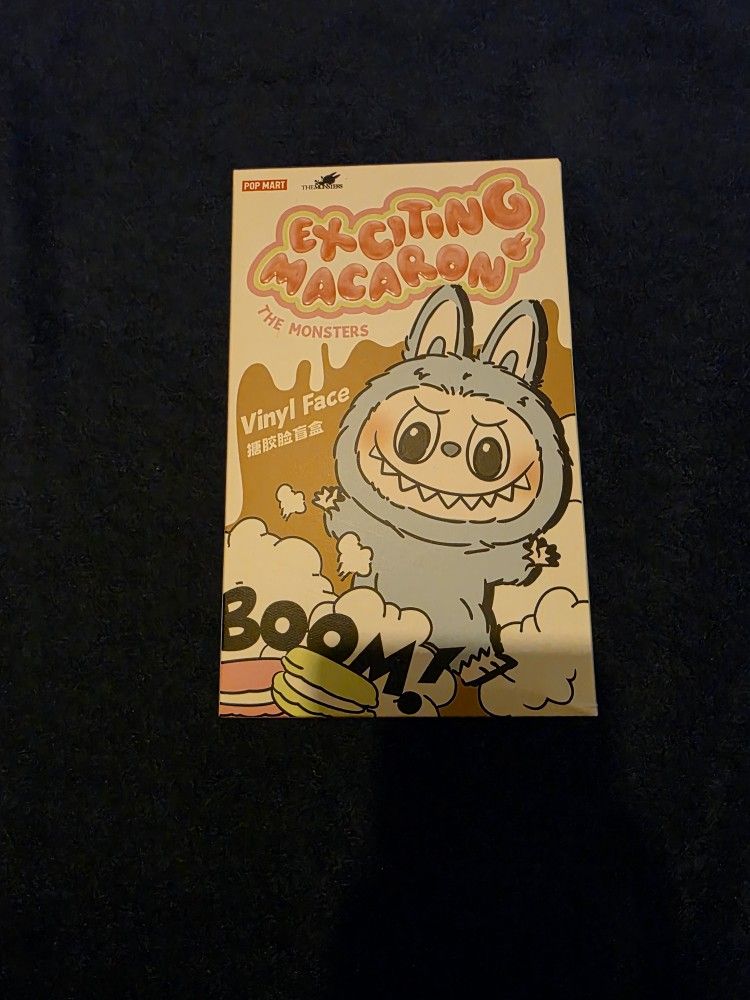 POP MART
THE MONSTERS
EXCITING
MACARON
THE MONSTERS
Vinyl Face
搪胶脸盲盒
BOOM!